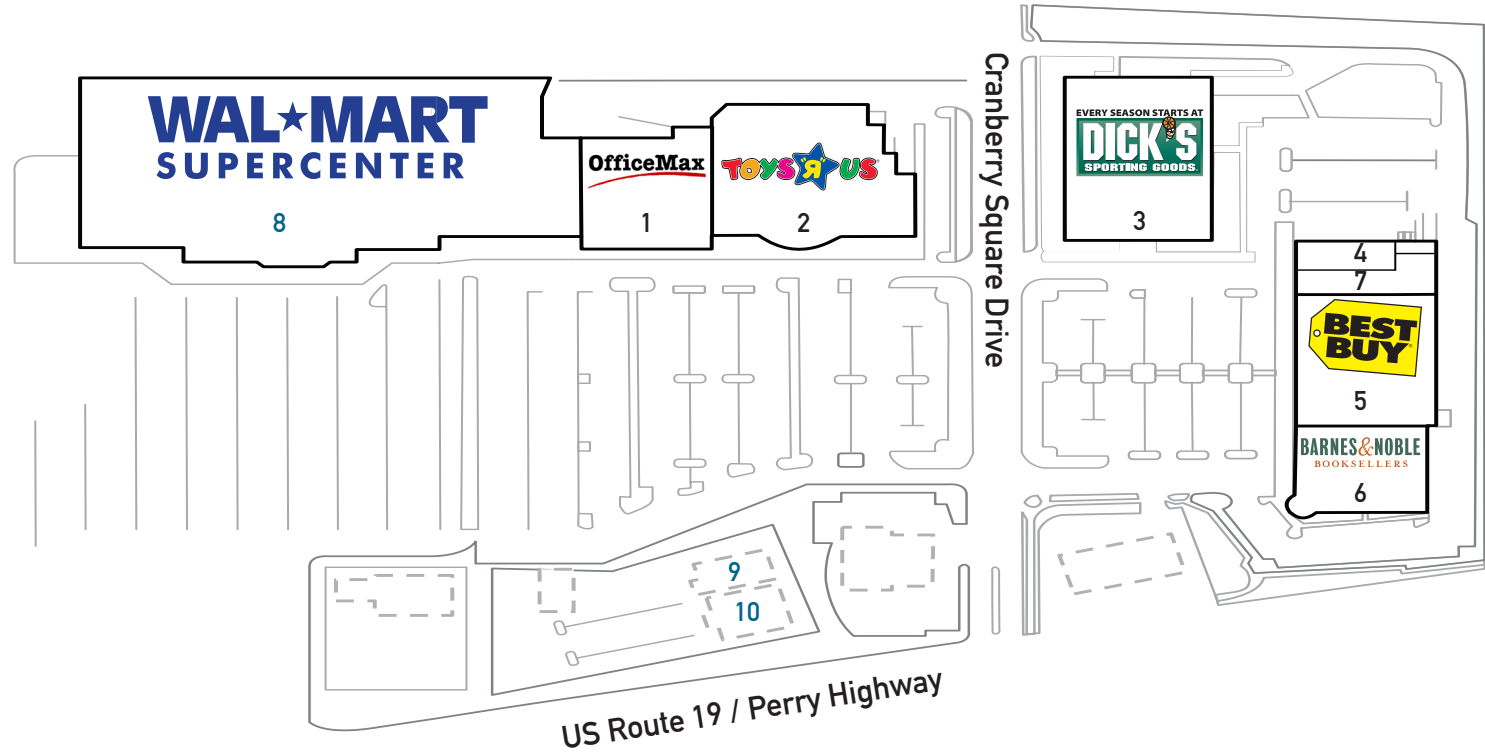 WAL★MART
SUPERCENTER
8
OfficeMax
1
TOYS "R" US
2
Cranberry Square Drive
EVERY SEASON STARTS AT
DICK'S
SPORTING GOODS
3
4
7
BEST
BUY
5
BARNES&NOBLE
BOOKSELLERS
6
9
10
US Route 19 / Perry Highway